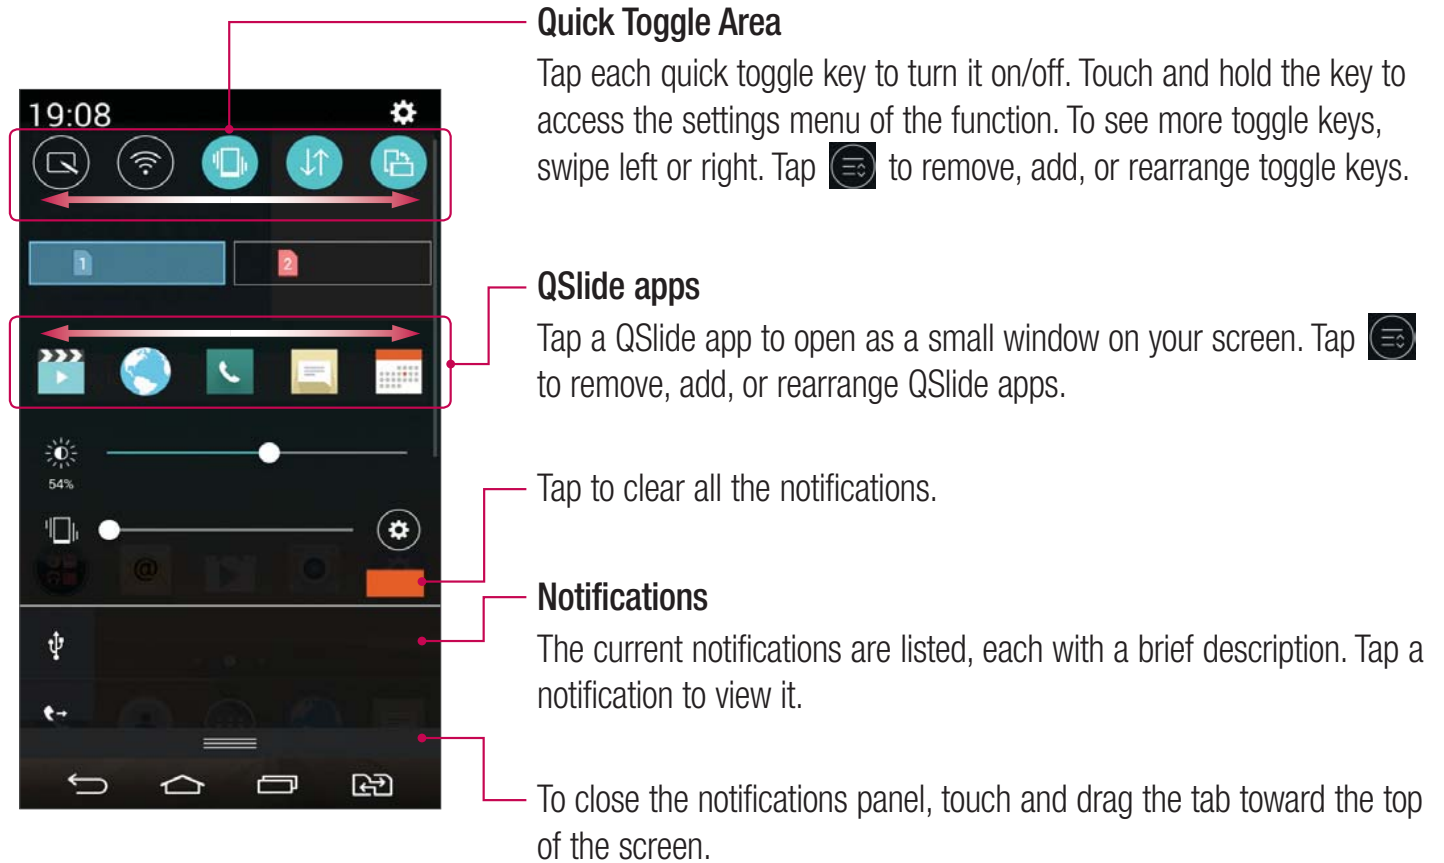 Quick Toggle Area
Tap each quick toggle key to turn it on/off. Touch and hold the key to
access the settings menu of the function. To see more toggle keys,
swipe left or right. Tap to remove, add, or rearrange toggle keys.
19:08
1
2
QSlide apps
Tap a QSlide app to open as a small window on your screen. Tap
to remove, add, or rearrange QSlide apps.
54%
Tap to clear all the notifications.
@
Notifications
The current notifications are listed, each with a brief description. Tap a
notification to view it.
To close the notifications panel, touch and drag the tab toward the top
of the screen.